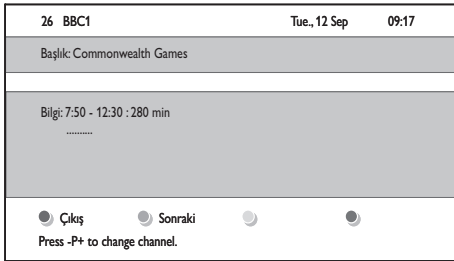 26 BBC1 Tue., 12 Sep 09:17
Başlık: Commonwealth Games
Bilgi: 7:50 - 12:30 : 280 min
..........
Çıkış Sonraki
Press -P+ to change channel.